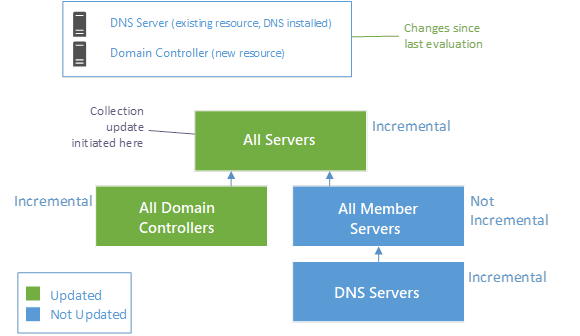 DNS Server (existing resource, DNS installed)
Domain Controller (new resource)
Changes since
last evaluation
Collection
update
initiated here
All Servers
Incremental
Incremental
All Domain
Controllers
All Member
Servers
Not
Incremental
DNS Servers
Incremental
Updated
Not Updated